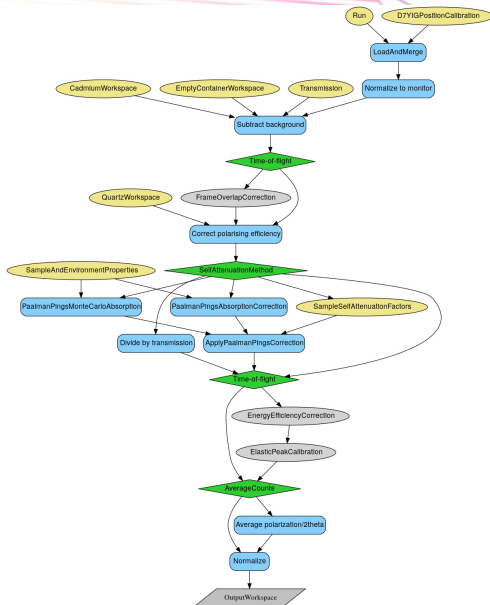 Run
D7YIGPositionCalibration
LoadAndMerge
CadmiumWorkspace
EmptyContainerWorkspace
Transmission
Normalize to monitor
Subtract background
Time-of-flight
QuartzWorkspace
FrameOverlapCorrection
Correct polarising efficiency
SampleAndEnvironmentProperties
SelfAttenuationMethod
PaalmanPingsMonteCarloAbsorption
PaalmanPingsAbsorptionCorrection
SampleSelfAttenuationFactors
Divide by transmission
ApplyPaalmanPingsCorrection
Time-of-flight
EnergyEfficiencyCorrection
ElasticPeakCalibration
AverageCounts
Average polarization/2theta
Normalize
OutputWorkspace